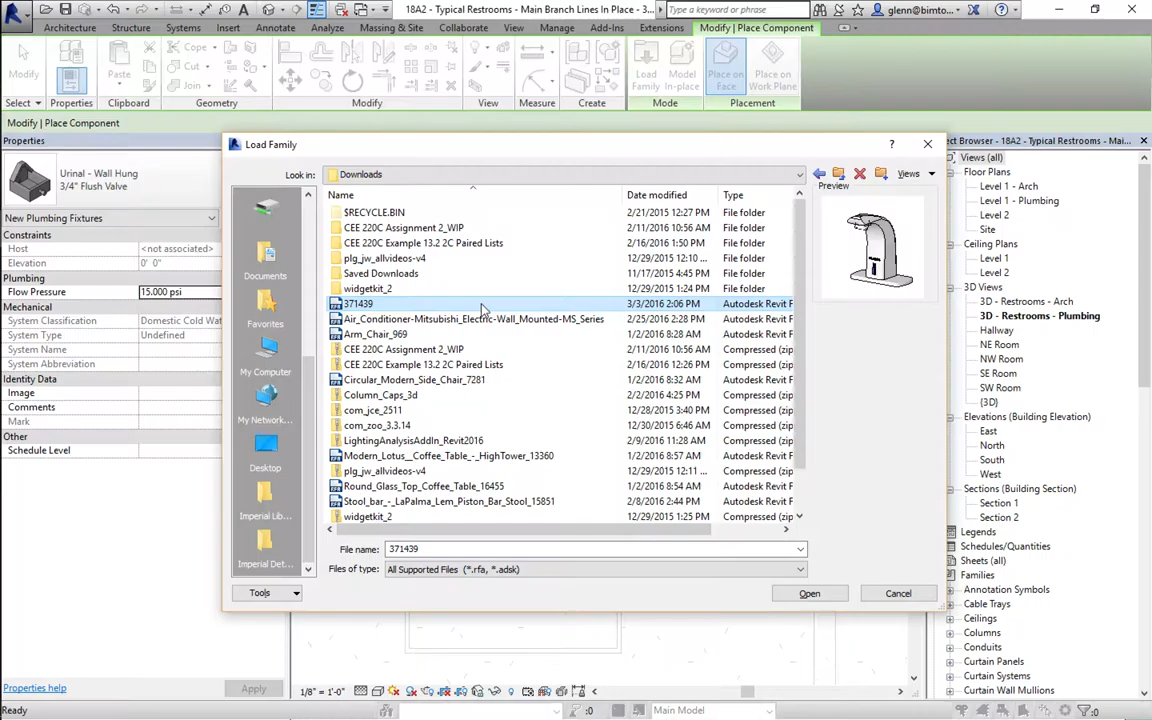 18A2 - Typical Restrooms - Main Branch Lines In Place - 3...
Type a keyword or phrase
glenn@bimto...
Architecture Structure Systems Insert Annotate Analyze Massing & Site Collaborate View Manage Add-Ins Extensions Modify | Place Component
Modify
Paste
Cope
Cut
Join
Load Family
Model In-place
Place on Face
Place on Work Plane
Select Properties Clipboard Geometry Modify View Measure Create Mode Placement
Modify | Place Component
Properties
Urinal - Wall Hung
3/4" Flush Valve
New Plumbing Fixtures
Constraints
Host <not associated>
Elevation 0' 0"
Plumbing
Flow Pressure 15.000 psi
Mechanical
System Classification Domestic Cold Wat
System Type Undefined
System Name
System Abbreviation
Identity Data
Image
Comments
Mark
Other
Schedule Level
Properties help
Apply
Load Family
Look in: Downloads
Views
Preview
Documents
Favorites
My Computer
My Network...
Desktop
Imperial Lib...
Imperial Det...
Name Date modified Type
$RECYCLE.BIN 2/21/2015 12:27 PM File folder
CEE 220C Assignment 2_WIP 2/11/2016 10:56 AM File folder
CEE 220C Example 13.2 2C Paired Lists 2/16/2016 1:50 PM File folder
plg_jw_allvideos-v4 12/29/2015 12:10 ... File folder
Saved Downloads 11/17/2015 4:45 PM File folder
widgetkit_2 12/29/2015 1:24 PM File folder
371439 3/3/2016 2:06 PM Autodesk Revit F
Air_Conditioner-Mitsubishi_Electric-Wall_Mounted-MS_Series 2/25/2016 2:28 PM Autodesk Revit F
Arm_Chair_969 1/2/2016 8:28 AM Autodesk Revit F
CEE 220C Assignment 2_WIP 2/11/2016 10:56 AM Compressed (zip
CEE 220C Example 13.2 2C Paired Lists 2/16/2016 12:26 PM Compressed (zip
Circular_Modern_Side_Chair_7281 1/2/2016 8:32 AM Autodesk Revit F
Column_Caps_3d 2/2/2016 4:25 PM Compressed (zip
com_jce_2511 12/28/2015 3:40 PM Compressed (zip
com_zoo_3.3.14 12/30/2015 6:46 AM Compressed (zip
LightingAnalysisAddIn_Revit2016 2/9/2016 11:28 AM Compressed (zip
Modern_Lotus__Coffee_Table_-_HighTower_13360 1/2/2016 8:57 AM Autodesk Revit F
plg_jw_allvideos-v4 12/29/2015 12:11 ... Compressed (zip
Round_Glass_Top_Coffee_Table_16455 1/2/2016 8:54 AM Autodesk Revit F
Stool_bar_-_LaPalma_Lem_Piston_Bar_Stool_15851 2/8/2016 2:44 PM Autodesk Revit F
widgetkit_2 12/29/2015 1:25 PM Compressed (zip
File name: 371439
Files of type: All Supported Files (*.rfa, *.adsk)
Tools
Open
Cancel
ect Browser - 18A2 - Typical Restrooms - Mai...
Views (all)
Floor Plans
Level 1 - Arch
Level 1 - Plumbing
Level 2
Site
Ceiling Plans
Level 1
Level 2
3D Views
3D - Restrooms - Arch
3D - Restrooms - Plumbing
Hallway
NE Room
NW Room
SE Room
SW Room
{3D}
Elevations (Building Elevation)
East
North
South
West
Sections (Building Section)
Section 1
Section 2
Legends
Schedules/Quantities
Sheets (all)
Families
Annotation Symbols
Cable Trays
Ceilings
Columns
Conduits
Curtain Panels
Curtain Systems
Curtain Wall Mullions
1/8" = 1'-0"
Ready
:0
Main Model
:0